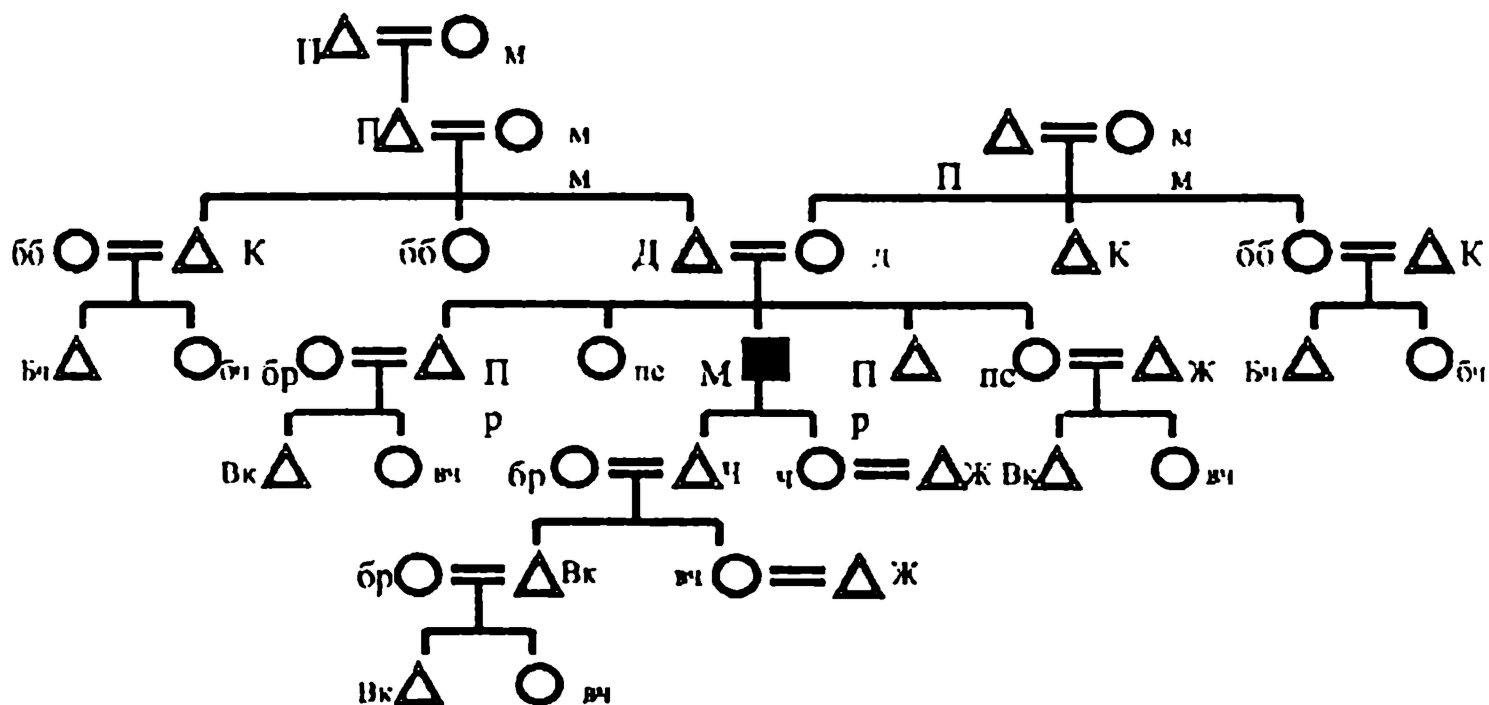 П м
П м м
м П м
бб К бб Д д К бб К
Бч бч бр П пс М П пс Ж Бч бч
р р
Вк вч бр Ч ч Ж Вк вч
бр Вк вч Ж
Вк вч